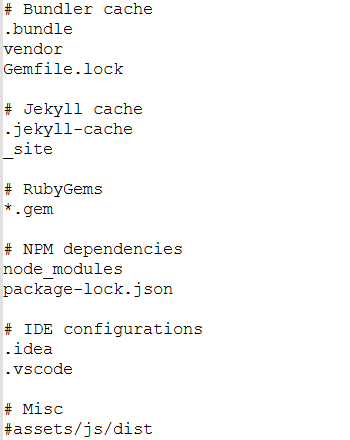 # Bundler cache
.bundle
vendor
Gemfile.lock

# Jekyll cache
.jekyll-cache
_site

# RubyGems
*.gem

# NPM dependencies
node_modules
package-lock.json

# IDE configurations
.idea
.vscode

# Misc
#assets/js/dist